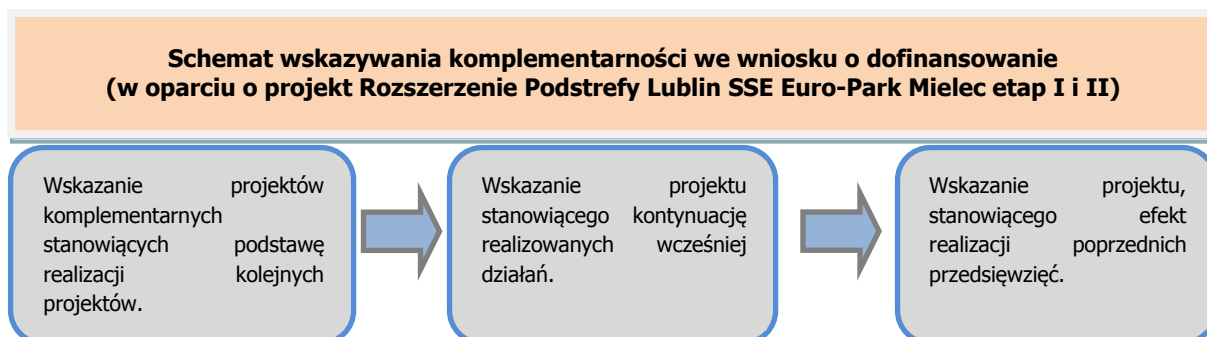 Schemat wskazywania komplementarności we wniosku o dofinansowanie
(w oparciu o projekt Rozszerzenie Podstrefy Lublin SSE Euro-Park Mielec etap I i II)
Wskazanie projektów
komplementarnych
stanowiących podstawę
realizacji kolejnych
projektów.
Wskazanie projektu
stanowiącego kontynuację
realizowanych wcześniej
działań.
Wskazanie projektu,
stanowiącego efekt
realizacji poprzednich
przedsięwzięć.